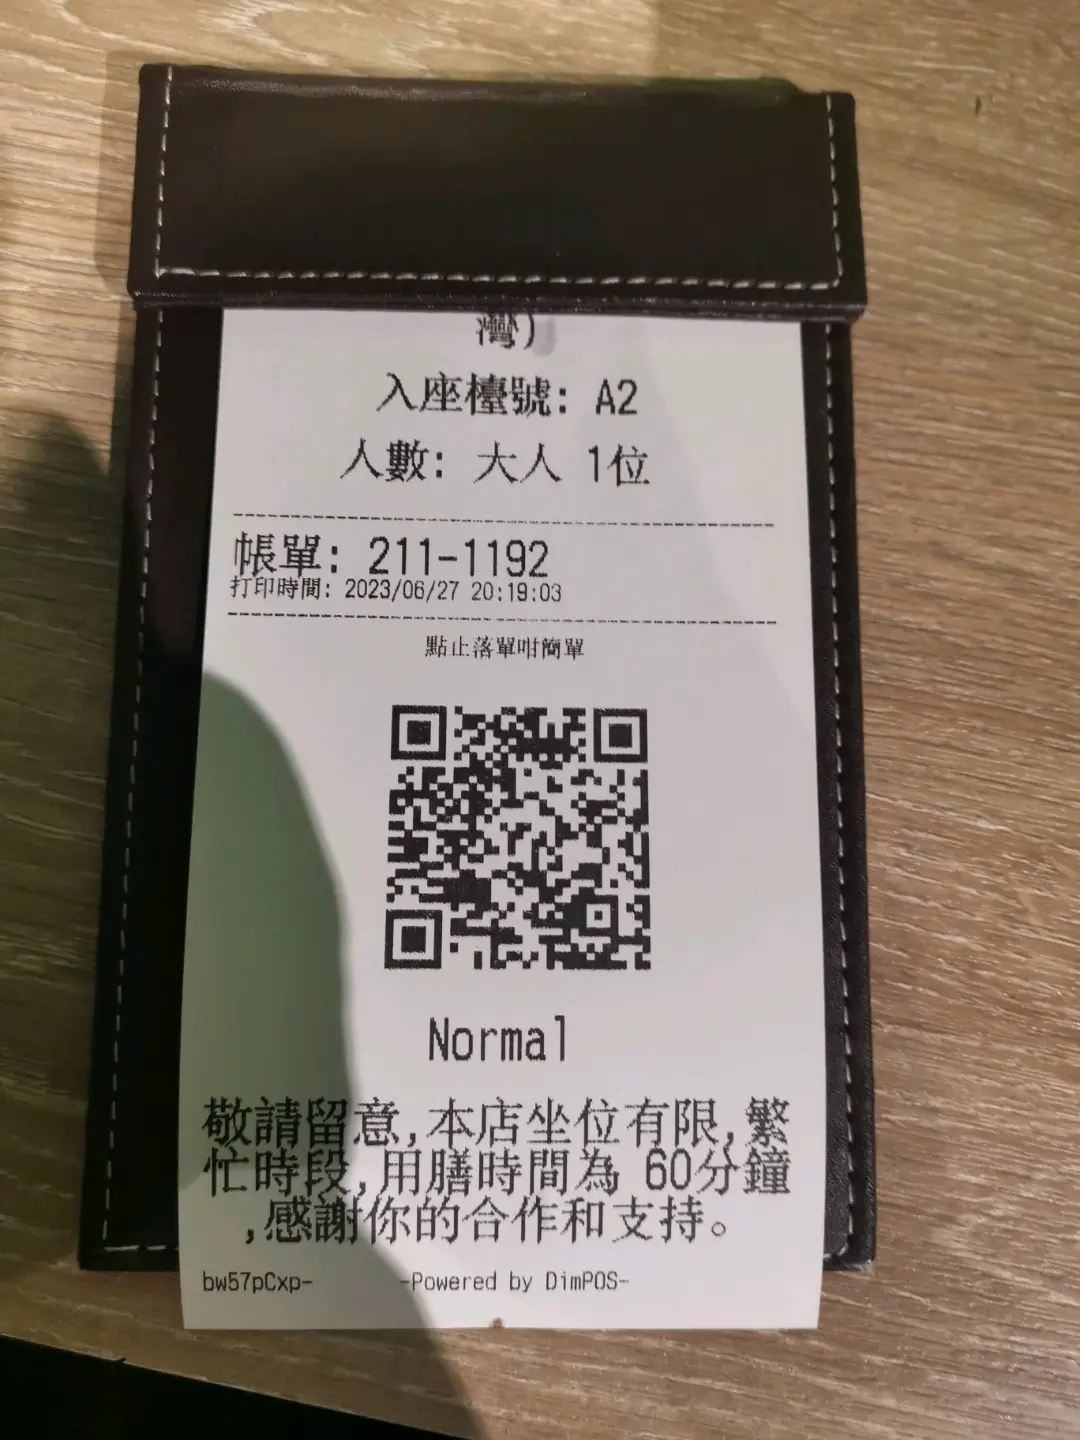 灣)
入座檯號: A2
人數: 大人 1位
帳單: 211-1192
打印時間: 2023/06/27 20:19:03
點止落單咁簡單
Normal
敬請留意,本店坐位有限,繁
忙時段,用膳時間為 60分鐘
,感謝你的合作和支持。
bw57pCxp- -Powered by DimPOS-